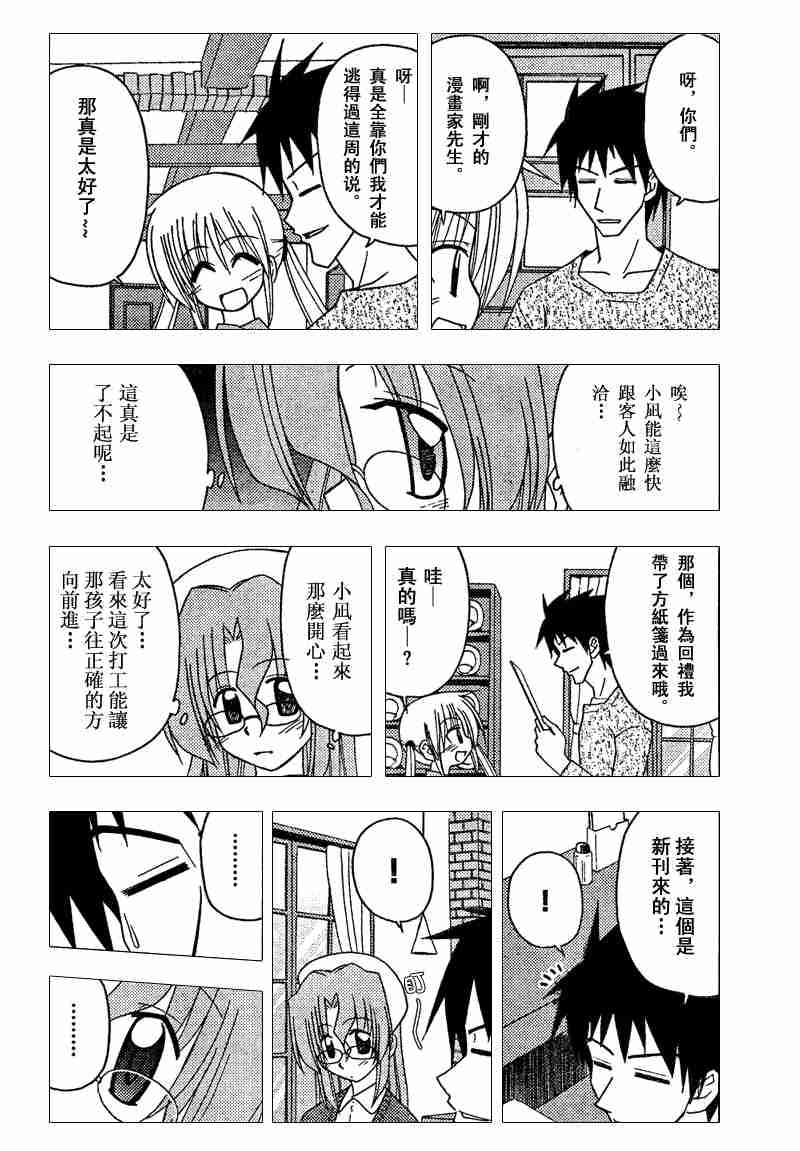 呀，你們。
啊，剛才的
漫畫家先生。
呀—
真是全靠你們我才能
逃得過這周的说。
那真是太好了~
唉~
小凪能這麼快
跟客人如此融
洽…
這真是
了不起呢…
那個，作為回禮我
帶了方紙箋過來哦。
哇—
真的嗎—？
小凪看起來
那麼開心…
太好了…
看來這次打工能讓
那孩子往正確的方
向前進…
接著，這個是
新刊來的…
！
！
盯
………
………